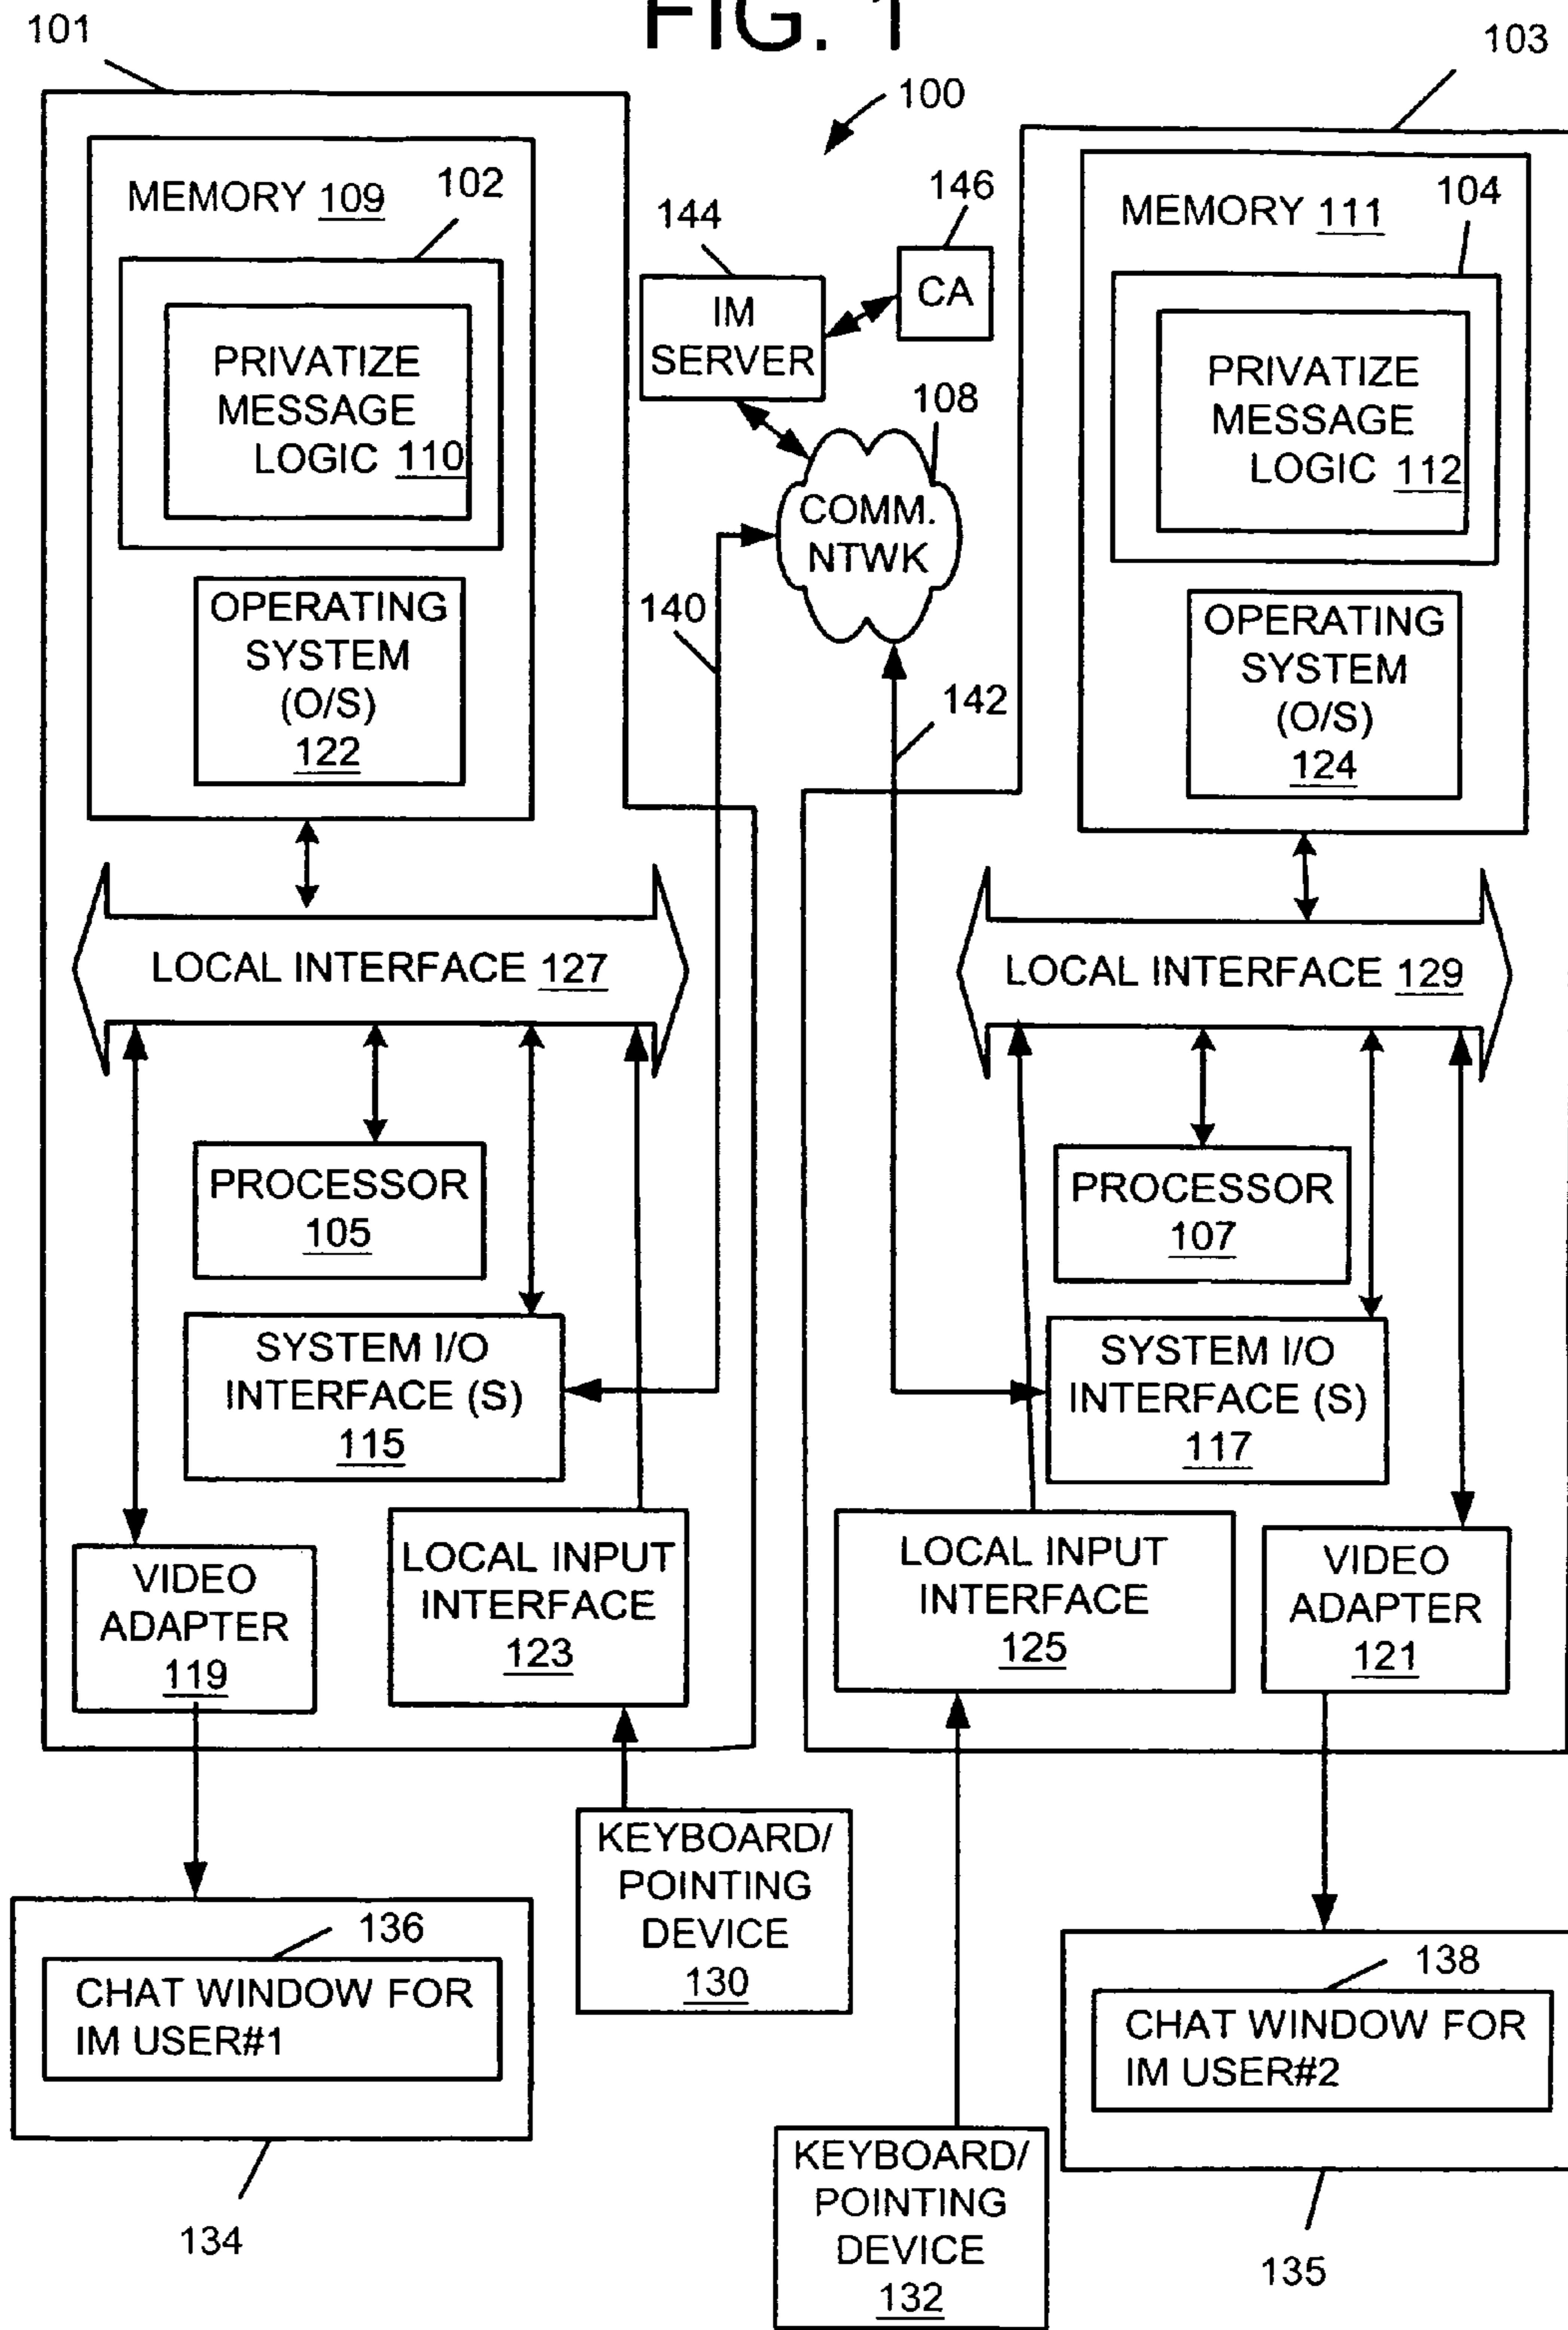 FIG. 1
101
103
100
MEMORY 109
102
PRIVATIZE
MESSAGE
LOGIC 110
OPERATING
SYSTEM
(O/S)
122
144
146
IM
SERVER
CA
108
COMM.
NTWK
140
142
MEMORY 111
104
PRIVATIZE
MESSAGE
LOGIC 112
OPERATING
SYSTEM
(O/S)
124
LOCAL INTERFACE 127
LOCAL INTERFACE 129
PROCESSOR
105
PROCESSOR
107
SYSTEM I/O
INTERFACE (S)
115
SYSTEM I/O
INTERFACE (S)
117
VIDEO
ADAPTER
119
LOCAL INPUT
INTERFACE
123
LOCAL INPUT
INTERFACE
125
VIDEO
ADAPTER
121
KEYBOARD/
POINTING
DEVICE
130
136
CHAT WINDOW FOR
IM USER#1
134
138
CHAT WINDOW FOR
IM USER#2
135
KEYBOARD/
POINTING
DEVICE
132